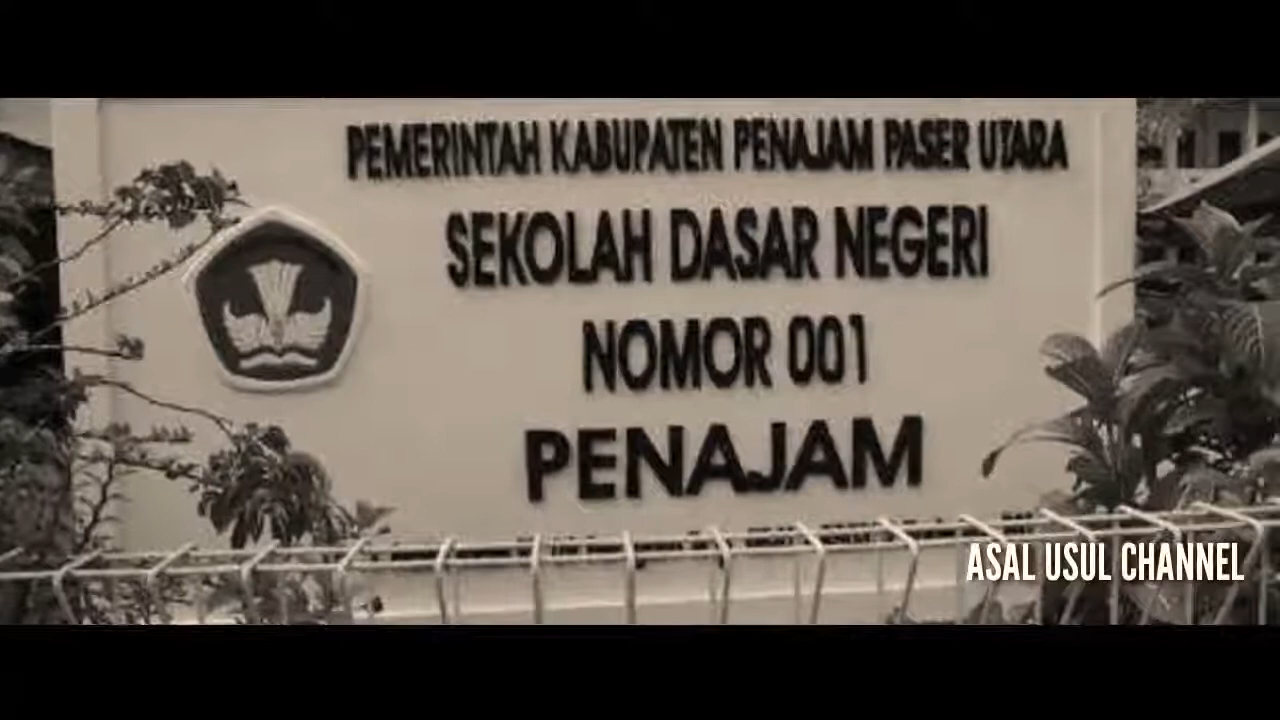 PEMERINTAH KABUPATEN PENAJAM PASER UTARA
SEKOLAH DASAR NEGERI
NOMOR 001
PENAJAM
ASAL USUL CHANNEL